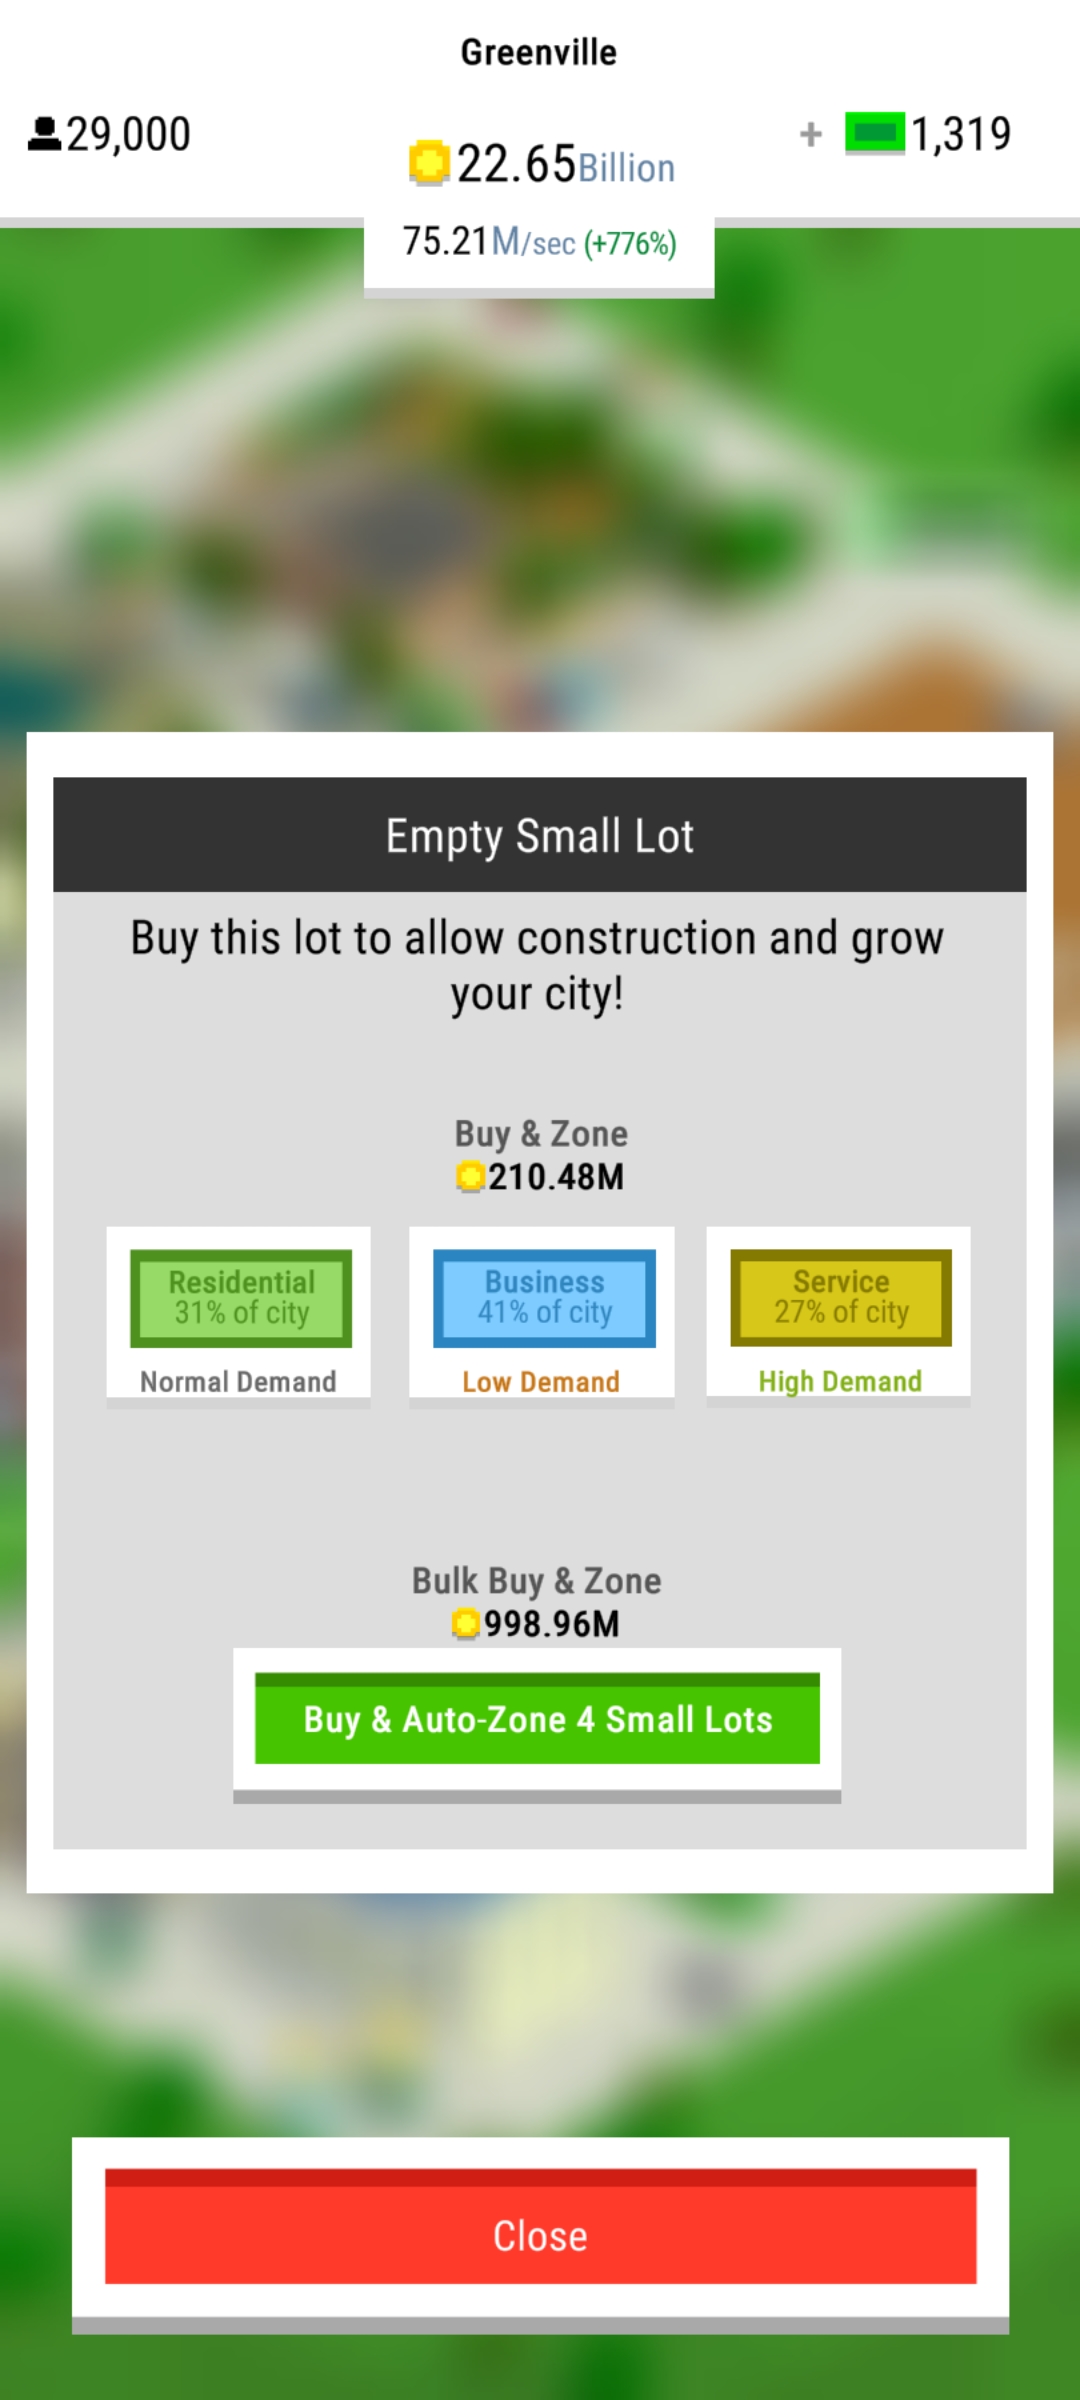 Greenville
29,000
22.65Billion
+ 1,319
75.21M/sec (+776%)
Empty Small Lot
Buy this lot to allow construction and grow
your city!
Buy & Zone
210.48M
Residential
31% of city
Normal Demand
Business
41% of city
Low Demand
Service
27% of city
High Demand
Bulk Buy & Zone
998.96M
Buy & Auto-Zone 4 Small Lots
Close